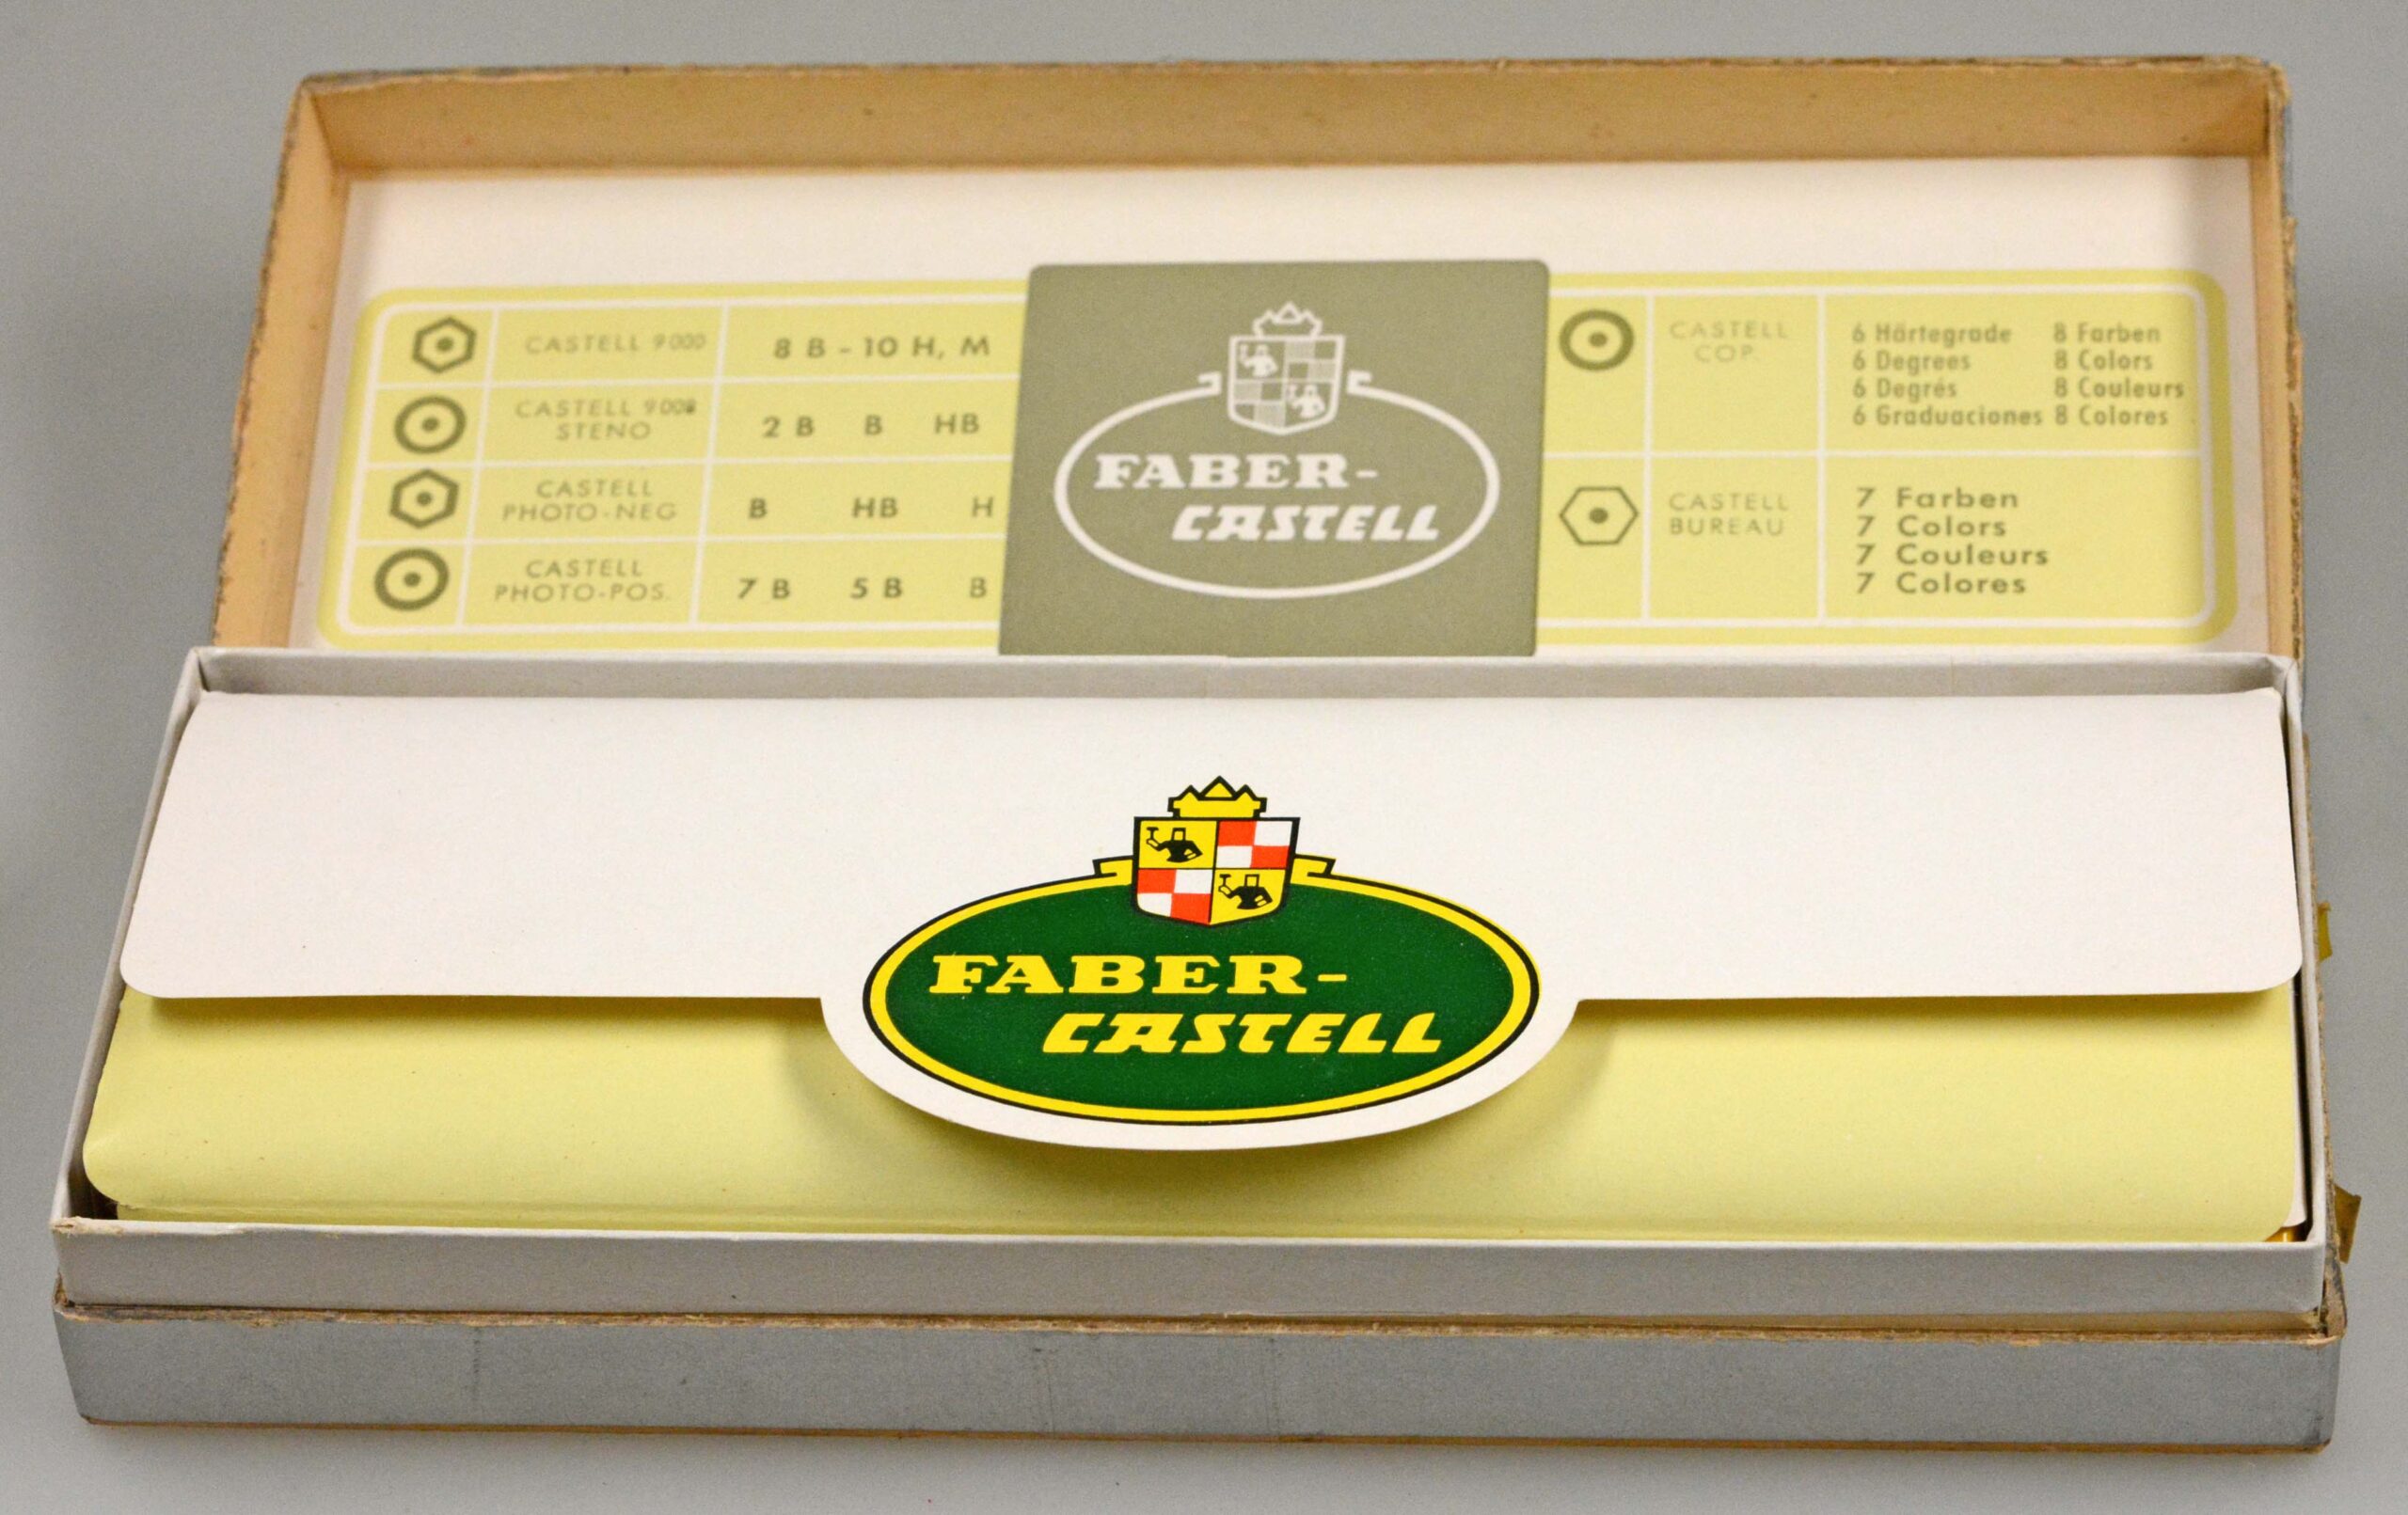 CASTELL 9000
8 B - 10 H, M
CASTELL 9008
STENO
2 B B HB
CASTELL
PHOTO-NEG
B HB H
CASTELL
PHOTO-POS.
7 B 5 B B
FABER-
CASTELL
CASTELL
COP.
6 Härtegrade 8 Farben
6 Degrees 8 Colors
6 Degrés 8 Couleurs
6 Graduaciones 8 Colores
CASTELL
BUREAU
7 Farben
7 Colors
7 Couleurs
7 Colores
FABER-
CASTELL